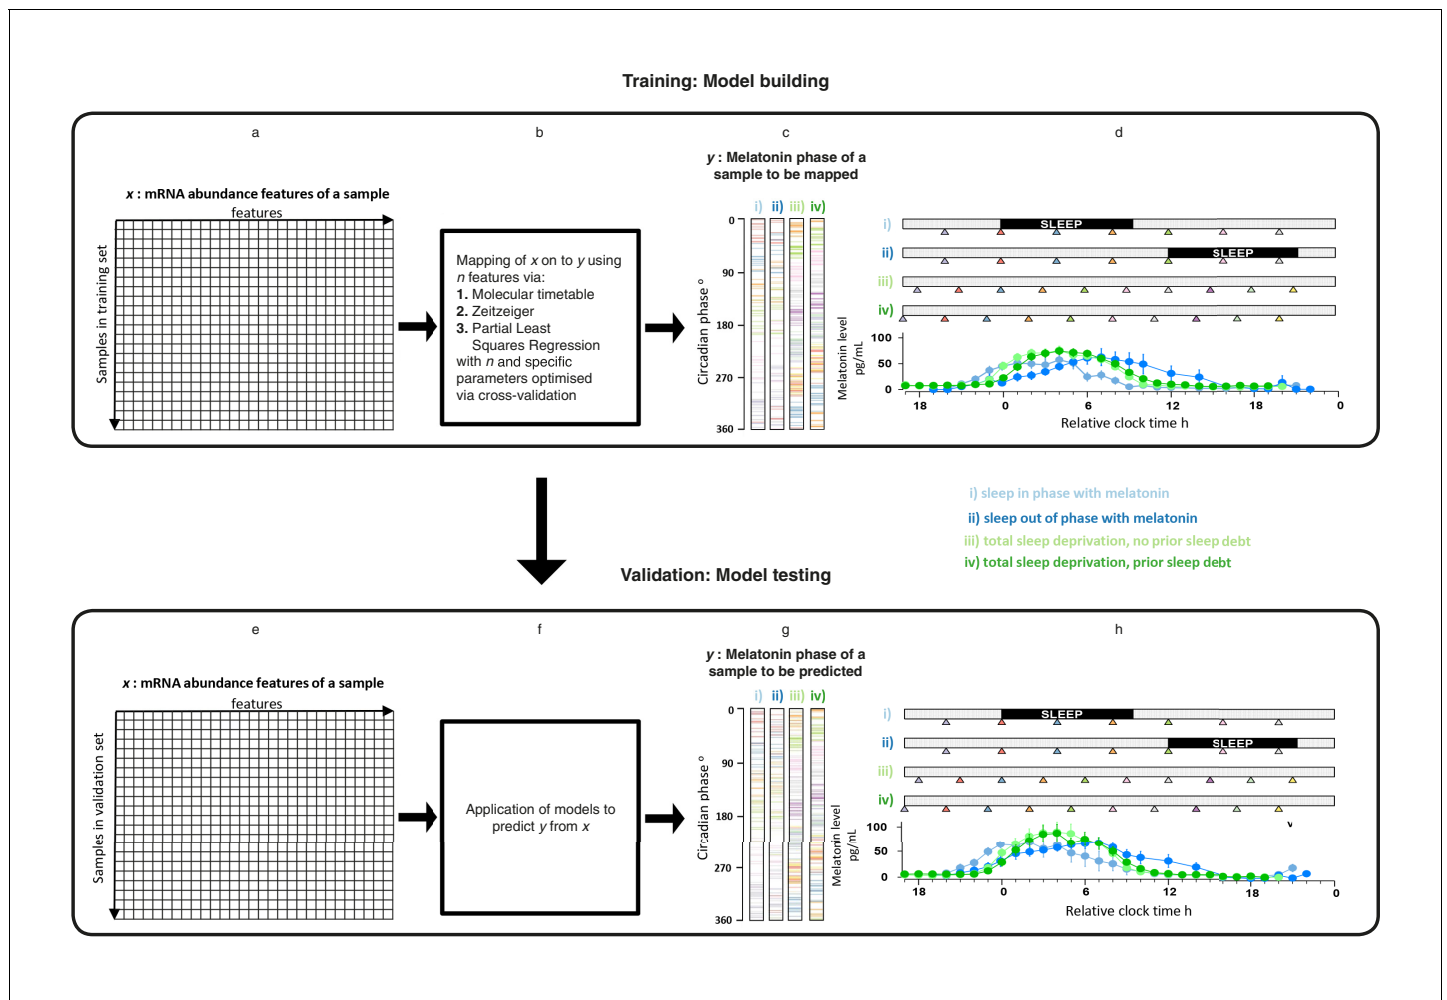 Training: Model building
a
b
c
d
x : mRNA abundance features of a sample
features
Samples in training set
Mapping of x on to y using
n features via:
1. Molecular timetable
2. Zeitzeiger
3. Partial Least
Squares Regression
with n and specific
parameters optimised
via cross-validation
y : Melatonin phase of a
sample to be mapped
i) ii) iii) iv)
0
90
180
270
360
Circadian phase °
i)
SLEEP
ii)
SLEEP
iii)
iv)
Melatonin level
pg/mL
100
50
0
18 0 6 12 18 0
Relative clock time h
i) sleep in phase with melatonin
ii) sleep out of phase with melatonin
iii) total sleep deprivation, no prior sleep debt
iv) total sleep deprivation, prior sleep debt
Validation: Model testing
e
f
g
h
x : mRNA abundance features of a sample
features
Samples in validation set
Application of models to
predict y from x
y : Melatonin phase of a
sample to be predicted
i) ii) iii) iv)
0
90
180
270
360
Circadian phase °
i)
SLEEP
ii)
SLEEP
iii)
iv)
Melatonin level
pg/mL
100
50
0
18 0 6 12 18 0
Relative clock time h